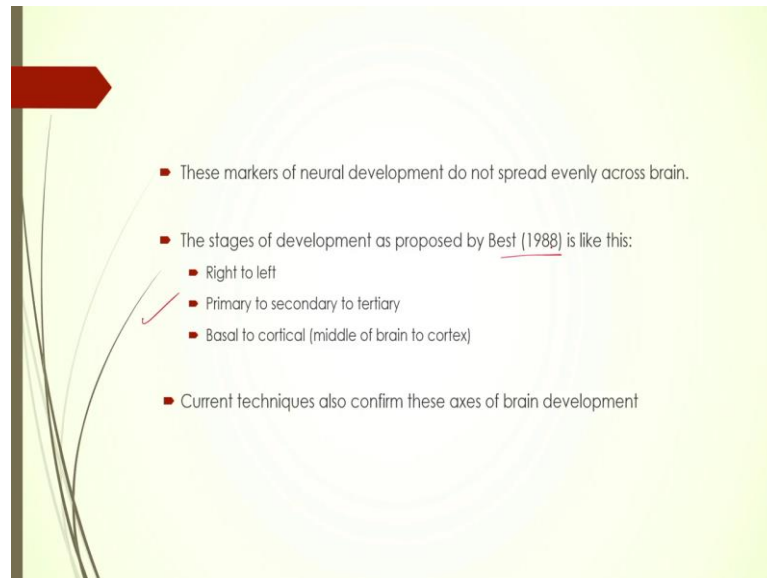 These markers of neural development do not spread evenly across brain.
The stages of development as proposed by Best (1988) is like this:
Right to left
Primary to secondary to tertiary
Basal to cortical (middle of brain to cortex)
Current techniques also confirm these axes of brain development